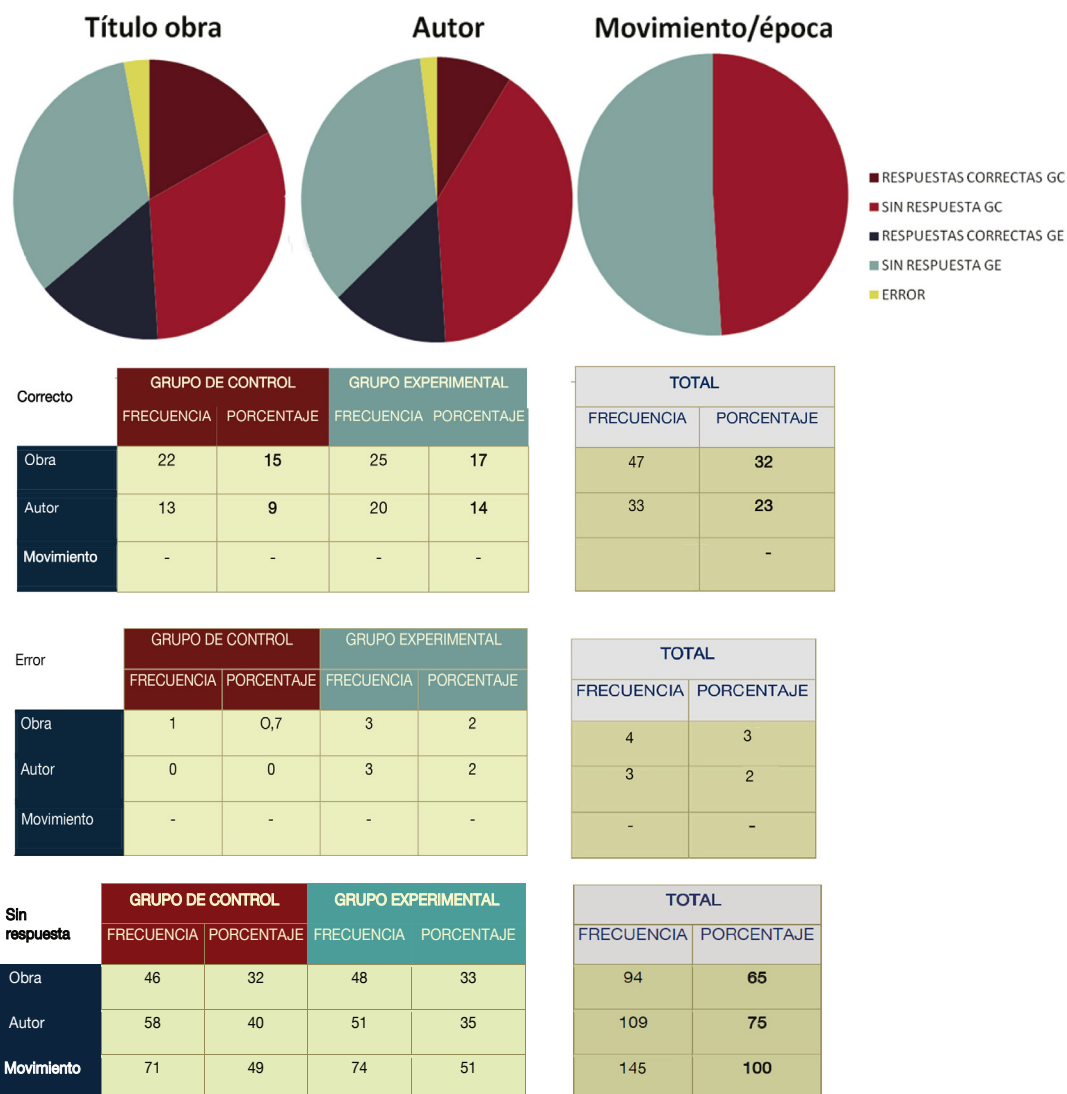 Título obra
Autor
Movimiento/época
RESPUESTAS CORRECTAS GC
SIN RESPUESTA GC
RESPUESTAS CORRECTAS GE
SIN RESPUESTA GE
ERROR
Correcto
GRUPO DE CONTROL GRUPO EXPERIMENTAL TOTAL
FRECUENCIA PORCENTAJE FRECUENCIA PORCENTAJE FRECUENCIA PORCENTAJE
Obra 22 15 25 17 47 32
Autor 13 9 20 14 33 23
Movimiento - - - - -
Error
GRUPO DE CONTROL GRUPO EXPERIMENTAL TOTAL
FRECUENCIA PORCENTAJE FRECUENCIA PORCENTAJE FRECUENCIA PORCENTAJE
Obra 1 O,7 3 2 4 3
Autor 0 0 3 2 3 2
Movimiento - - - - - -
Sin
respuesta
GRUPO DE CONTROL GRUPO EXPERIMENTAL TOTAL
FRECUENCIA PORCENTAJE FRECUENCIA PORCENTAJE FRECUENCIA PORCENTAJE
Obra 46 32 48 33 94 65
Autor 58 40 51 35 109 75
Movimiento 71 49 74 51 145 100